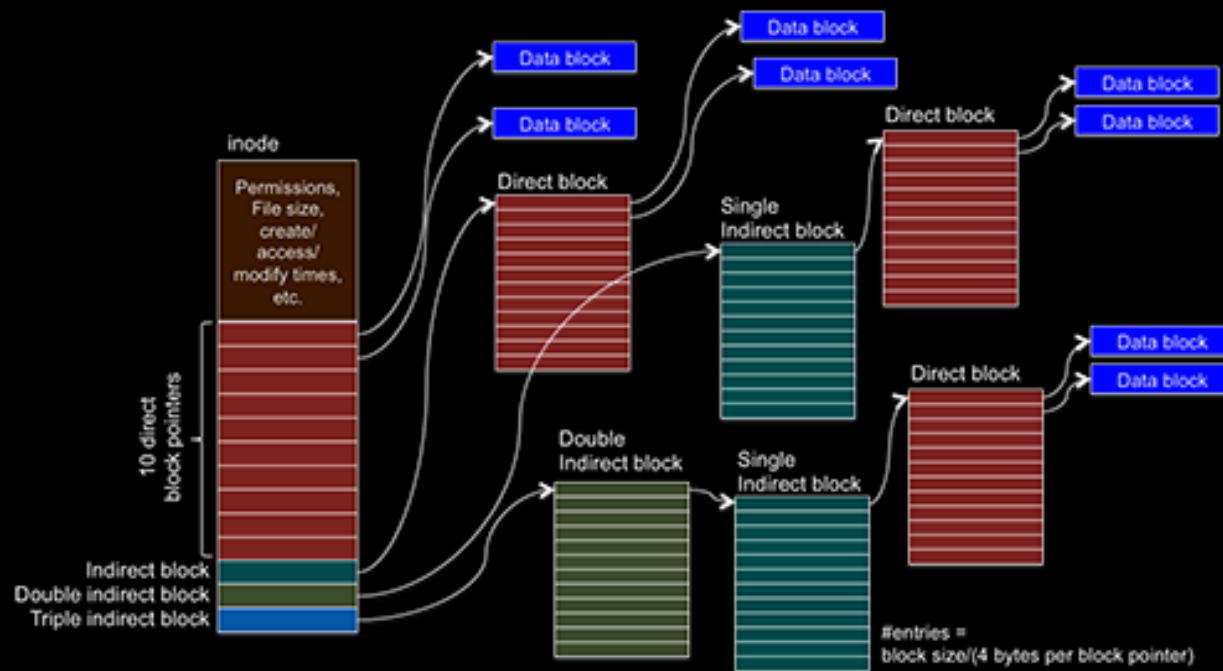 Data block
Data block
Data block
Data block
Data block
Data block
inode
Permissions,
File size,
create/
access/
modify times,
etc.
Direct block
Direct block
Single
Indirect block
10 direct
block pointers
Data block
Data block
Direct block
Double
Indirect block
Single
Indirect block
Indirect block
Double indirect block
Triple indirect block
#entries =
block size/(4 bytes per block pointer)